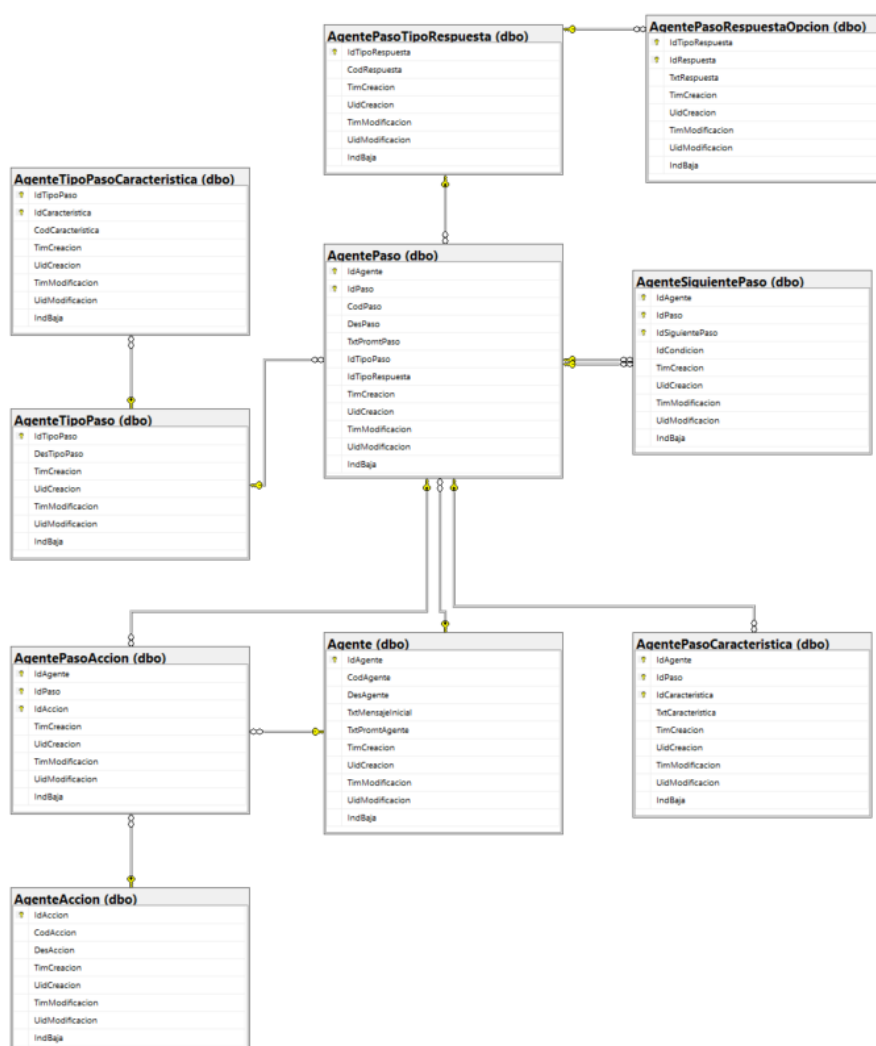 AgentePasoTipoRespuesta (dbo)
IdTipoRespuesta
CodRespuesta
TimCreacion
UidCreacion
TimModificacion
UidModificacion
IndBaja
AgentePasoRespuestaOpcion (dbo)
IdTipoRespuesta
IdRespuesta
TxtRespuesta
TimCreacion
UidCreacion
TimModificacion
UidModificacion
IndBaja
AgenteTipoPasoCaracteristica (dbo)
IdTipoPaso
IdCaracteristica
CodCaracteristica
TimCreacion
UidCreacion
TimModificacion
UidModificacion
IndBaja
AgentePaso (dbo)
IdAgente
IdPaso
CodPaso
DesPaso
TxtPromtPaso
IdTipoPaso
IdTipoRespuesta
TimCreacion
UidCreacion
TimModificacion
UidModificacion
IndBaja
AgenteSiguientePaso (dbo)
IdAgente
IdPaso
IdSiguientePaso
IdCondicion
TimCreacion
UidCreacion
TimModificacion
UidModificacion
IndBaja
AgenteTipoPaso (dbo)
IdTipoPaso
DesTipoPaso
TimCreacion
UidCreacion
TimModificacion
UidModificacion
IndBaja
AgentePasoAccion (dbo)
IdAgente
IdPaso
IdAccion
TimCreacion
UidCreacion
TimModificacion
UidModificacion
IndBaja
Agente (dbo)
IdAgente
CodAgente
DesAgente
TxtMensajeInicial
TxtPromtAgente
TimCreacion
UidCreacion
TimModificacion
UidModificacion
IndBaja
AgentePasoCaracteristica (dbo)
IdAgente
IdPaso
IdCaracteristica
TxtCaracteristica
TimCreacion
UidCreacion
TimModificacion
UidModificacion
IndBaja
AgenteAccion (dbo)
IdAccion
CodAccion
DesAccion
TimCreacion
UidCreacion
TimModificacion
UidModificacion
IndBaja